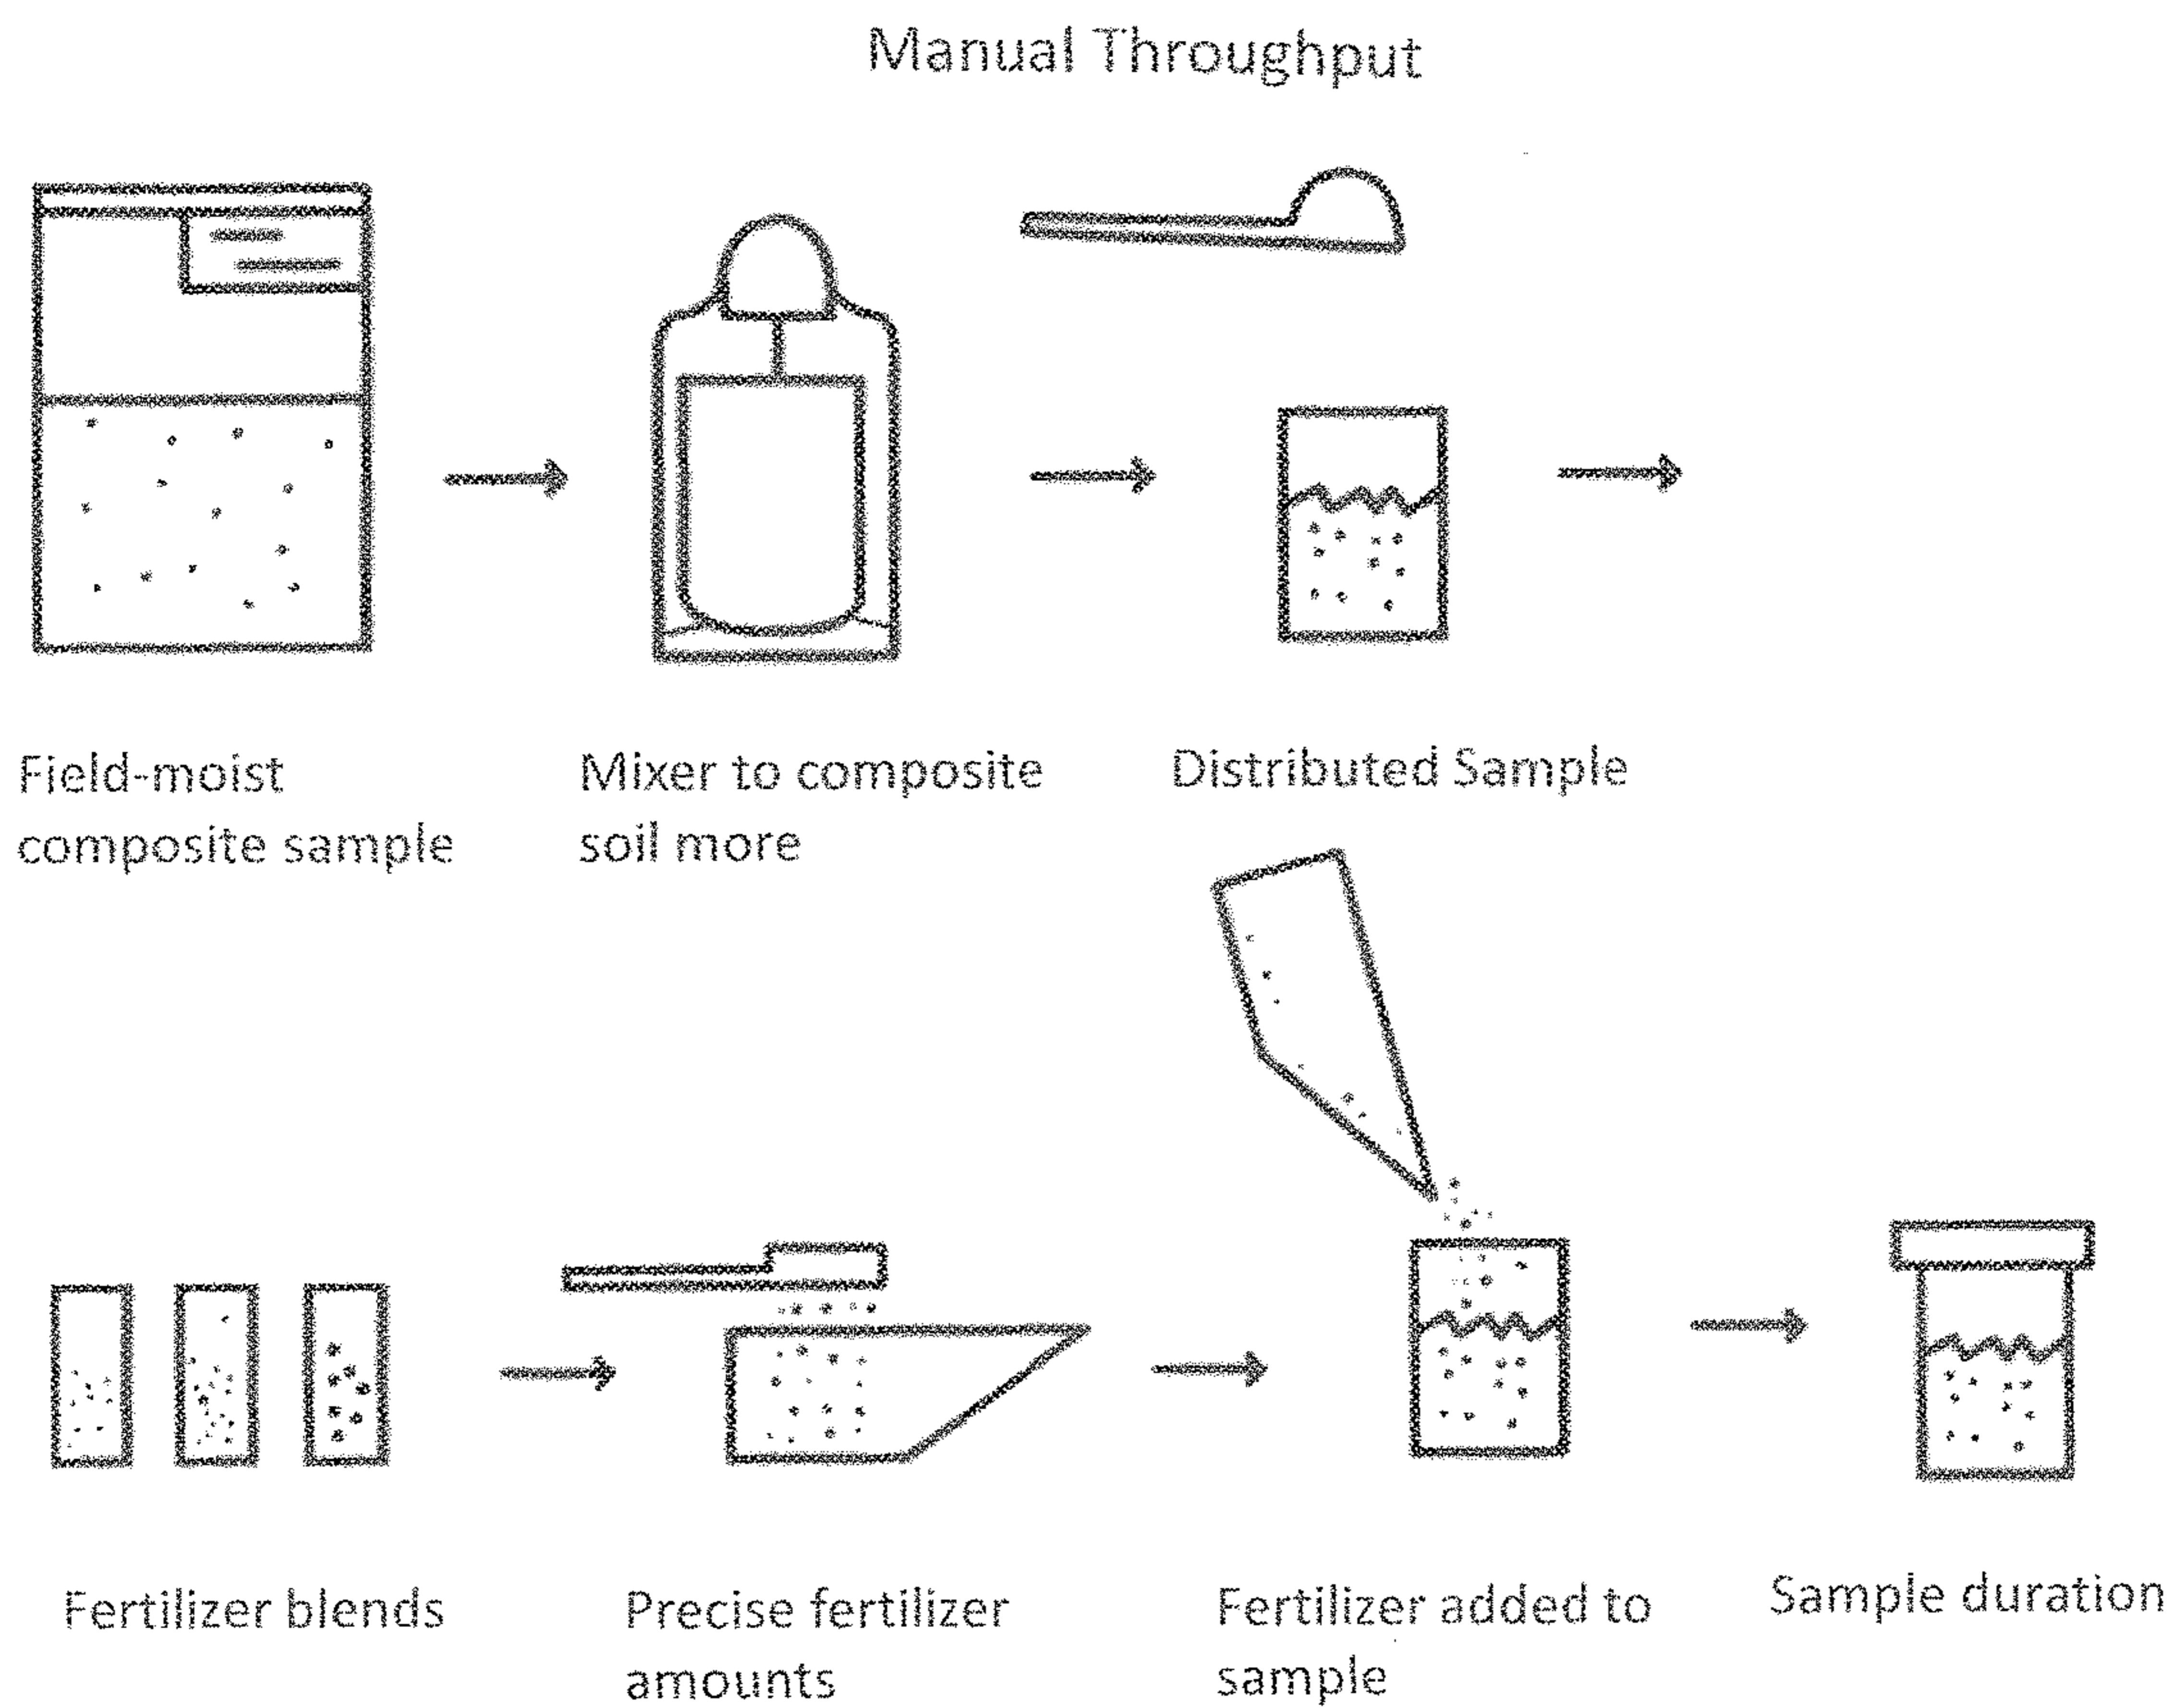 Manual Throughput
Field-moist
composite sample
Mixer to composite
soil more
Distributed Sample
Fertilizer blends
Precise fertilizer
amounts
Fertilizer added to
sample
Sample duration